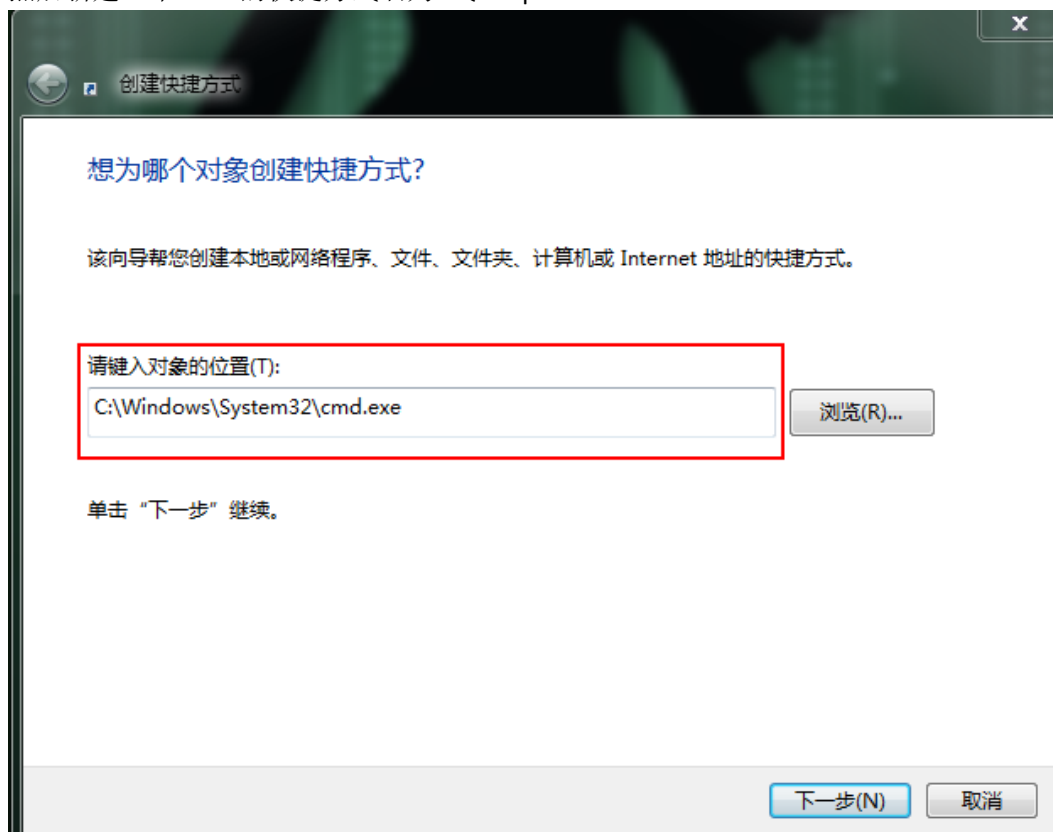 创建快捷方式
想为哪个对象创建快捷方式?
该向导帮您创建本地或网络程序、文件、文件夹、计算机或 Internet 地址的快捷方式。
请键入对象的位置(T):
C:\Windows\System32\cmd.exe
浏览(R)...
单击“下一步”继续。
下一步(N)
取消